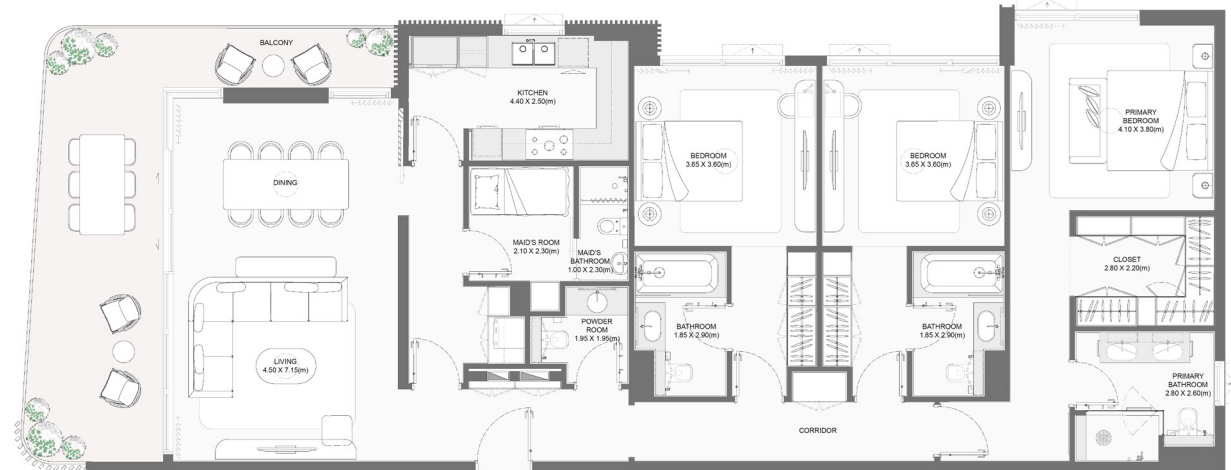 BALCONY
KITCHEN
4.40 X 2.50(m)
DINING
LIVING
4.50 X 7.15(m)
MAID'S ROOM
2.10 X 2.30(m)
MAID'S
BATHROOM
1.00 X 2.30(m)
POWDER
ROOM
1.95 X 1.95(m)
BEDROOM
3.65 X 3.60(m)
BATHROOM
1.85 X 2.90(m)
BEDROOM
3.65 X 3.60(m)
BATHROOM
1.85 X 2.90(m)
CORRIDOR
PRIMARY
BEDROOM
4.10 X 3.80(m)
CLOSET
2.80 X 2.20(m)
PRIMARY
BATHROOM
2.80 X 2.60(m)